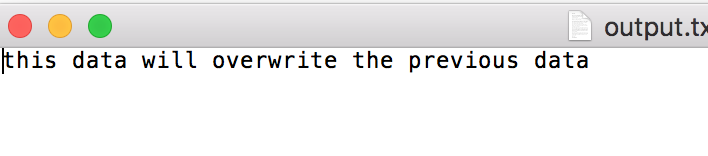 output.tx
this data will overwrite the previous data